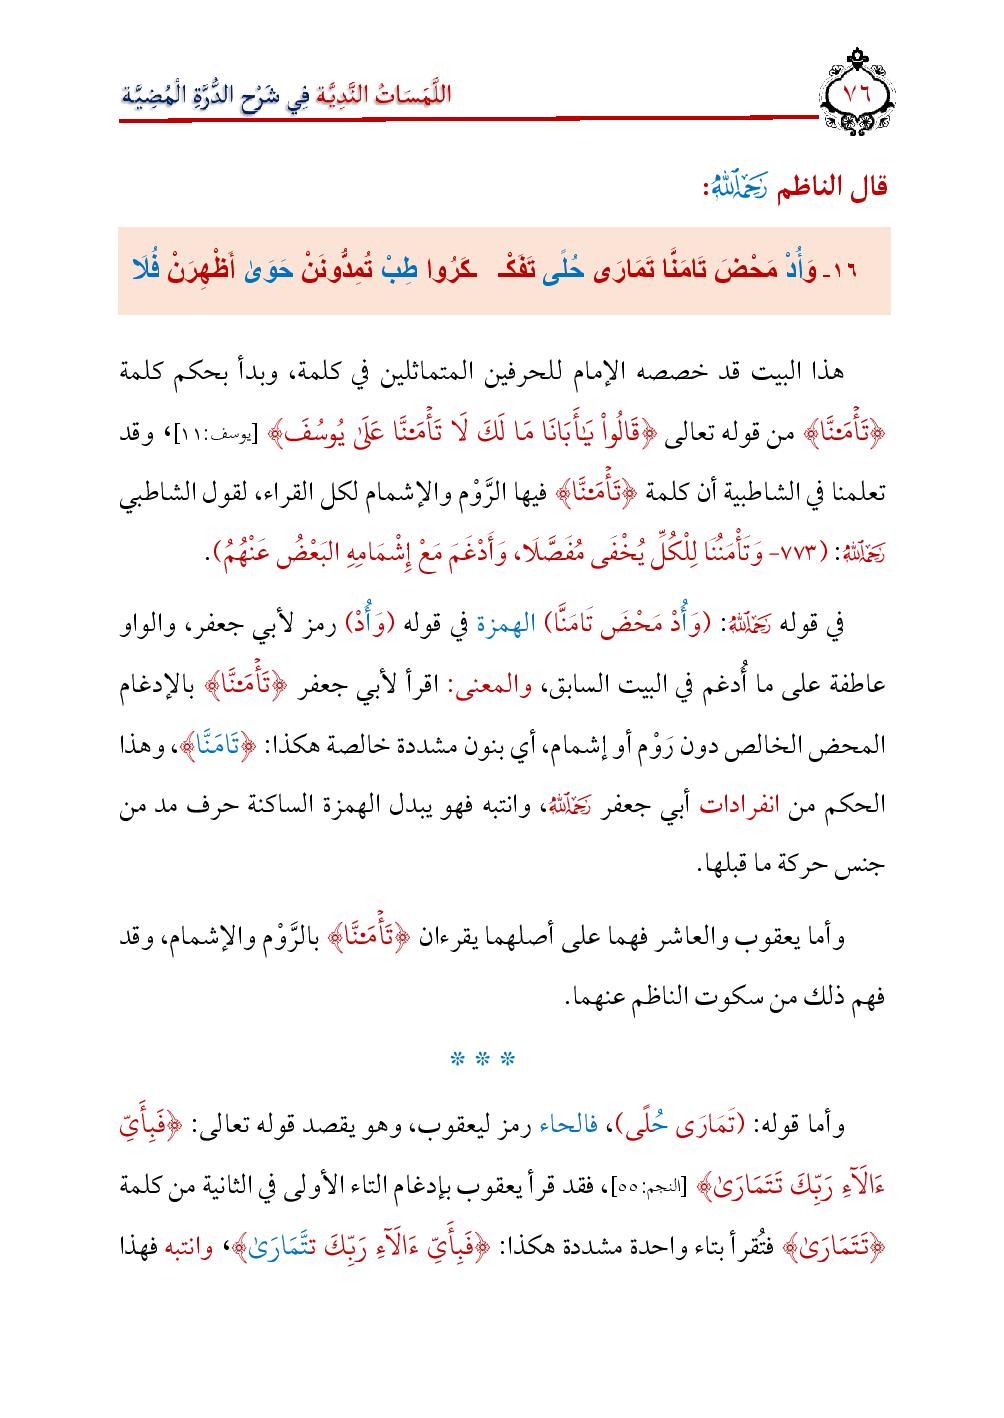 ٧٦
اللَّمَسَاتُ النَّدِيَّة فِي شَرْح الدُّرَّةِ الْمُضِيَّة
قال الناظم رَحِمَهُ اللَّهُ:
١٦- وَأُدْ مَحْضَ تَامَنَّا تَمَارَى حُلًى تَفَكْـ ـكَرُوا طِبْ تُمِدُّونَنْ حَوَىٰ أَظْهِرَنْ فُلَا
هذا البيت قد خصصه الإمام للحرفين المتماثلين في كلمة، وبدأ بحكم كلمة
﴿تَأْمَ۬نَّا﴾ من قوله تعالى ﴿قَالُواْ يَٰٓأَبَانَا مَا لَكَ لَا تَأْمَ۬نَّا عَلَىٰ يُوسُفَ﴾ [يوسف:١١]، وقد
تعلمنا في الشاطبية أن كلمة ﴿تَأْمَ۬نَّا﴾ فيها الرَّوْم والإشمام لكل القراء، لقول الشاطبي
رَحِمَهُ اللَّهُ: (٧٧٣- وَتَأْمَنُنَا لِلْكُلِّ يُخْفَى مُفَصَّلَا، وَأَدْغَمَ مَعْ إِشْمَامِهِ البَعْضُ عَنْهُمُ).
في قوله رَحِمَهُ اللَّهُ: (وَأُدْ مَحْضَ تَامَنَّا) الهمزة في قوله (وَأُدْ) رمز لأبي جعفر، والواو
عاطفة على ما أُدغم في البيت السابق، والمعنى: اقرأ لأبي جعفر ﴿تَأْمَ۬نَّا﴾ بالإدغام
المحض الخالص دون رَوْم أو إشمام، أي بنون مشددة خالصة هكذا: ﴿تَامَنَّا﴾، وهذا
الحكم من انفرادات أبي جعفر رَحِمَهُ اللَّهُ، وانتبه فهو يبدل الهمزة الساكنة حرف مد من
جنس حركة ما قبلها.
وأما يعقوب والعاشر فهما على أصلهما يقرءان ﴿تَأْمَ۬نَّا﴾ بالرَّوْم والإشمام، وقد
فهم ذلك من سكوت الناظم عنهما.
* * *
وأما قوله: (تَمَارَى حُلًى)، فالحاء رمز ليعقوب، وهو يقصد قوله تعالى: ﴿فَبِأَيِّ
ءَالَآءِ رَبِّكَ تَتَمَارَىٰ﴾ [النجم:٥٥]، فقد قرأ يعقوب بإدغام التاء الأولى في الثانية من كلمة
﴿تَتَمَارَىٰ﴾ فتُقرأ بتاء واحدة مشددة هكذا: ﴿فَبِأَيِّ ءَالَآءِ رَبِّكَ تتَّمَارَىٰ﴾، وانتبه فهذا